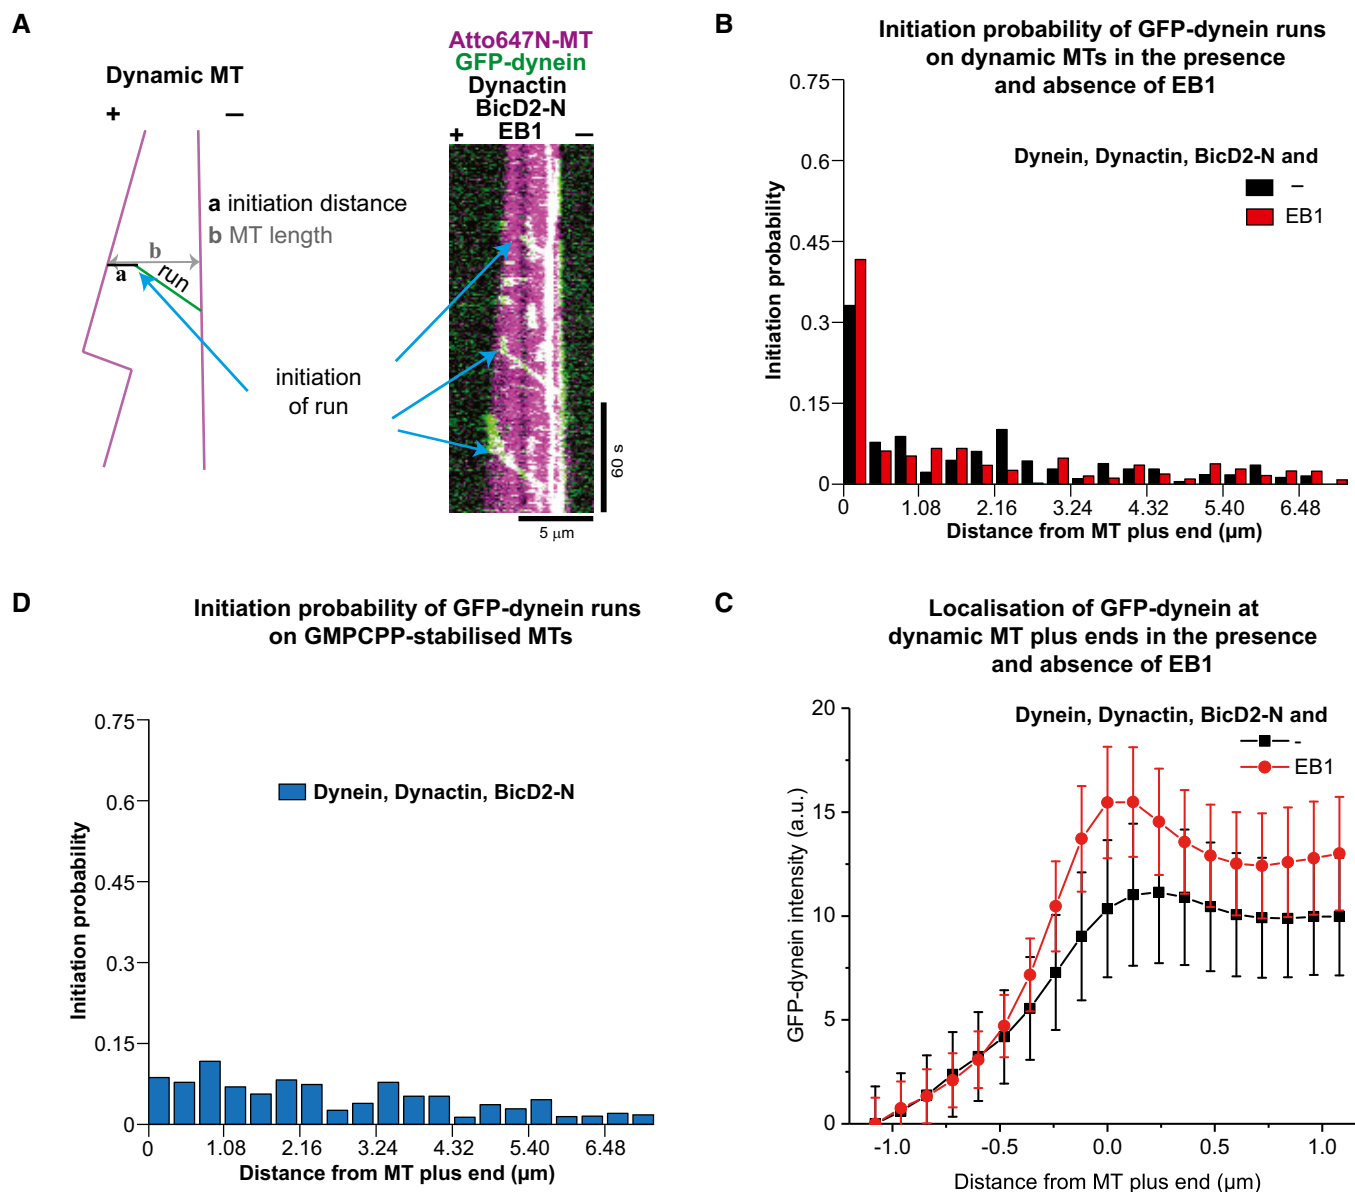 A
Dynamic MT
+
–
a initiation distance
b MT length
b
a
run
initiation
of run
Atto647N-MT
GFP-dynein
Dynactin
BicD2-N
+ EB1 –
60 s
5 µm
B
Initiation probability of GFP-dynein runs
on dynamic MTs in the presence
and absence of EB1
Dynein, Dynactin, BicD2-N and
–
EB1
Initiation probability
0.75
0.6
0.45
0.3
0.15
0
0 1.08 2.16 3.24 4.32 5.40 6.48
Distance from MT plus end (µm)
D
Initiation probability of GFP-dynein runs
on GMPCPP-stabilised MTs
Dynein, Dynactin, BicD2-N
Initiation probability
0.75
0.6
0.45
0.3
0.15
0
0 1.08 2.16 3.24 4.32 5.40 6.48
Distance from MT plus end (µm)
C
Localisation of GFP-dynein at
dynamic MT plus ends in the presence
and absence of EB1
Dynein, Dynactin, BicD2-N and
-
EB1
GFP-dynein intensity (a.u.)
20
15
10
5
0
-1.0 -0.5 0.0 0.5 1.0
Distance from MT plus end (µm)